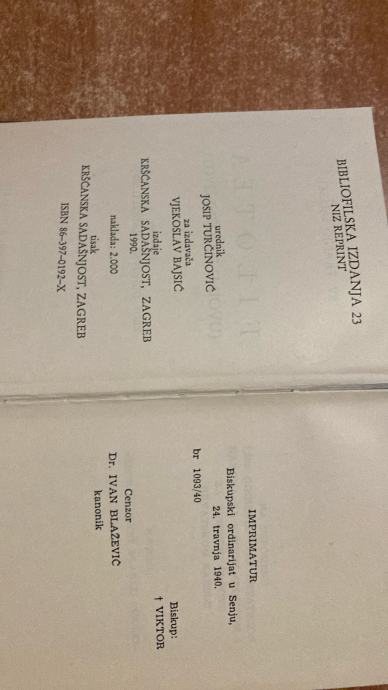 BIBLIOFILSKA IZDANJA 23
NIZ REPRINT
urednik
JOSIP TURČINOVIĆ
za izdavača
VJEKOSLAV BAJSIĆ
izdaje
KRŠĆANSKA SADAŠNJOST, ZAGREB
1990.
naklada: 2.000
tisak
KRŠĆANSKA SADAŠNJOST, ZAGREB
ISBN 86-397-0192-X
IMPRIMATUR
Biskupski ordinarijat u Senju,
24. travnja 1940.
br 1093/40
Biskup:
† VIKTOR
Cenzor
Dr. IVAN BLAŽEVIĆ
kanonik